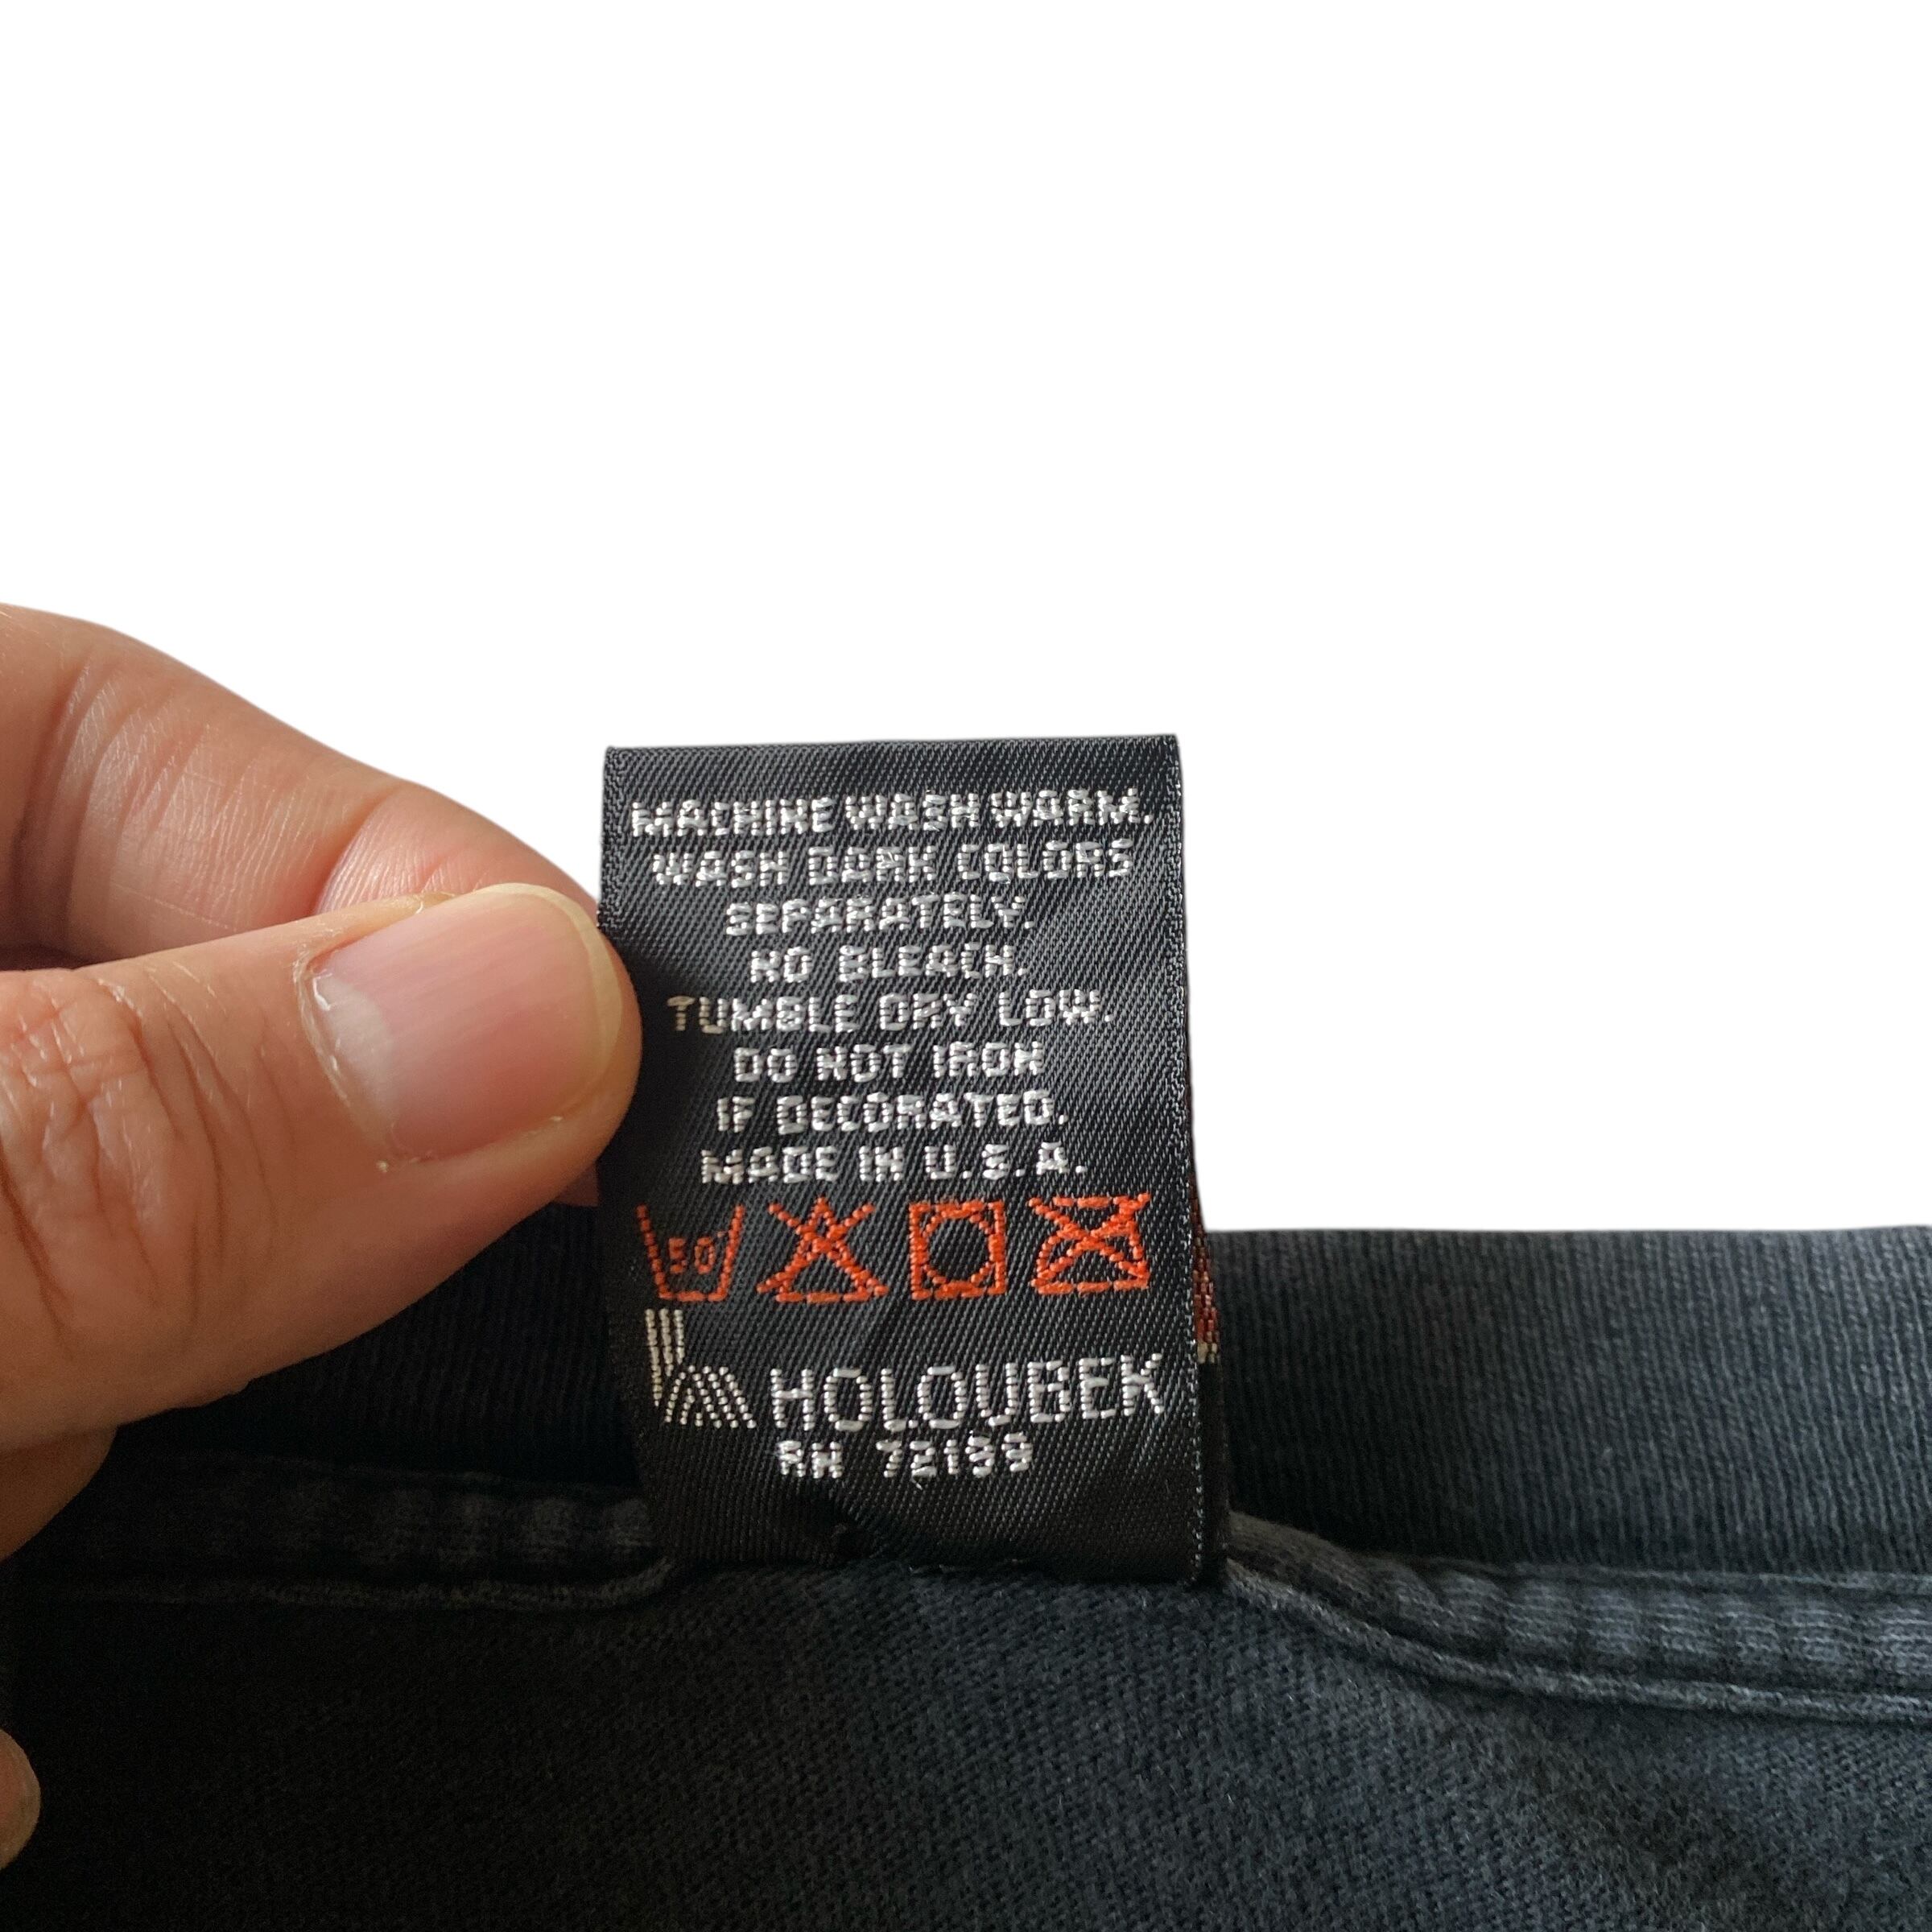 MACHINE WASH WARM.
WASH DARK COLORS
SEPARATELY.
NO BLEACH.
TUMBLE DRY LOW.
DO NOT IRON
IF DECORATED.
MADE IN U.S.A.
50°
HOLOUBEK
RN 72199